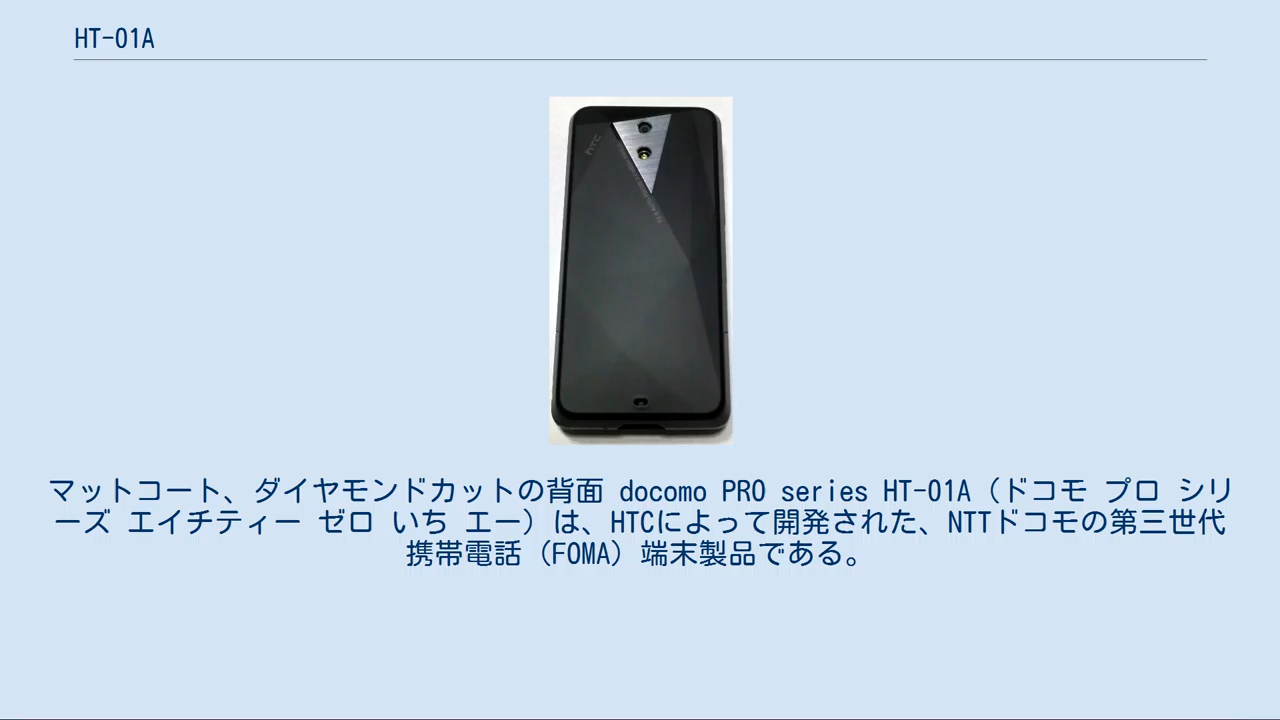 HT-01A
hTC
マットコート、ダイヤモンドカットの背面 docomo PRO series HT-01A（ドコモ プロ シリ
ーズ エイチティー ゼロ いち エー）は、HTCによって開発された、NTTドコモの第三世代
携帯電話（FOMA）端末製品である。